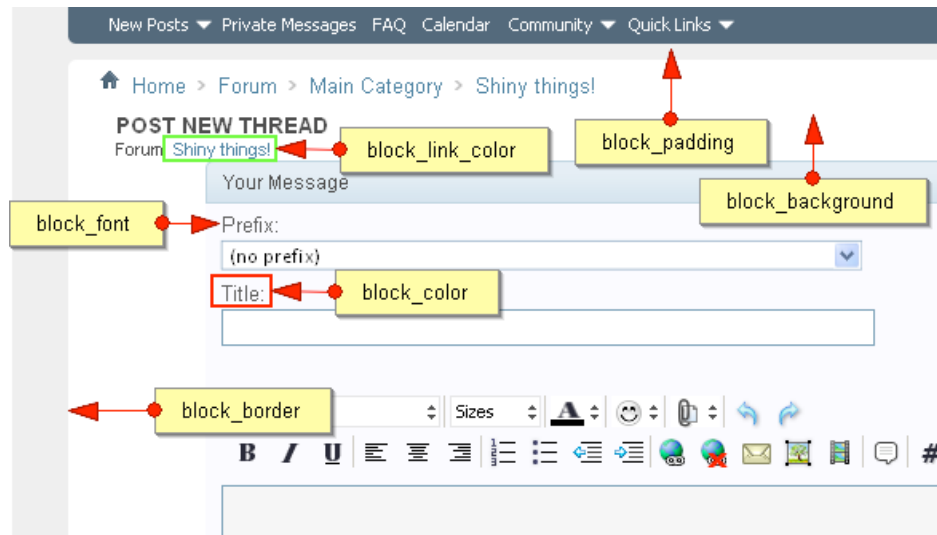 New Posts Private Messages FAQ Calendar Community Quick Links
Home > Forum > Main Category > Shiny things!
POST NEW THREAD
Forum Shiny things!
block_link_color
block_padding
Your Message
block_background
block_font
Prefix:
(no prefix)
Title:
block_color
block_border
Sizes
A
B I U
#